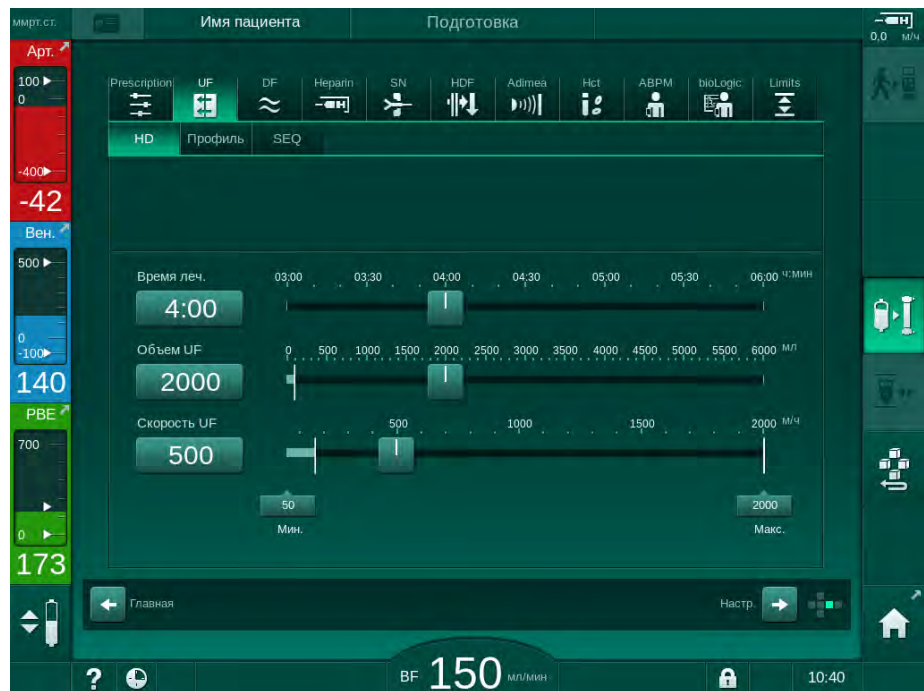 ммрт.ст.
Имя пациента
Подготовка
0,0 м/ч
Арт.
100
0
-400
-42
Вен.
500
0
-100
140
PBE
700
0
173
Prescription UF DF Heparin SN HDF Adimea Hct ABPM bioLogic Limits
HD Профиль SEQ
Время леч.
03:00 03:30 04:00 04:30 05:00 05:30 06:00 ч:мин
4:00
Объем UF
0 500 1000 1500 2000 2500 3000 3500 4000 4500 5000 5500 6000 мл
2000
Скорость UF
500 1000 1500 2000 м/ч
500
50 2000
Мин. Макс.
Главная Настр.
? BF 150 мл/мин 10:40